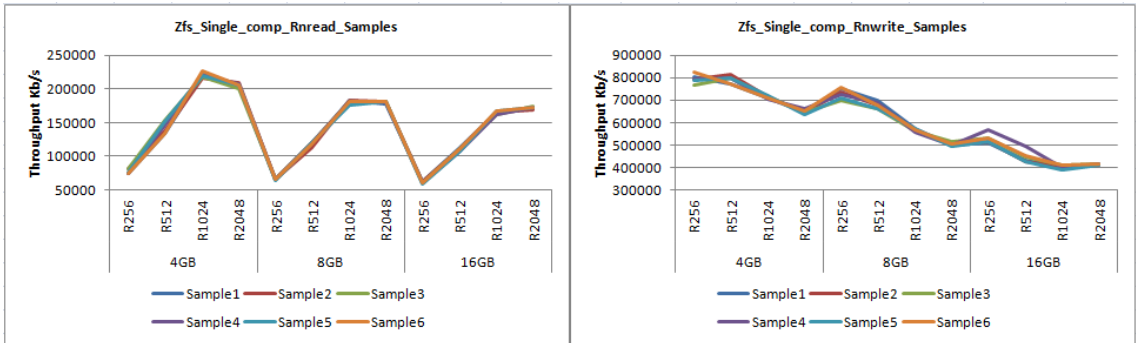 Zfs_Single_comp_Rnread_Samples
Throughput Kb/s
250000
200000
150000
100000
50000
R256
R512
R1024
R2048
R256
R512
R1024
R2048
R256
R512
R1024
R2048
4GB
8GB
16GB
Sample1 Sample2 Sample3
Sample4 Sample5 Sample6
Zfs_Single_comp_Rnwrite_Samples
Throughput Kb/s
900000
800000
700000
600000
500000
400000
300000
R256
R512
R1024
R2048
R256
R512
R1024
R2048
R256
R512
R1024
R2048
4GB
8GB
16GB
Sample1 Sample2 Sample3
Sample4 Sample5 Sample6